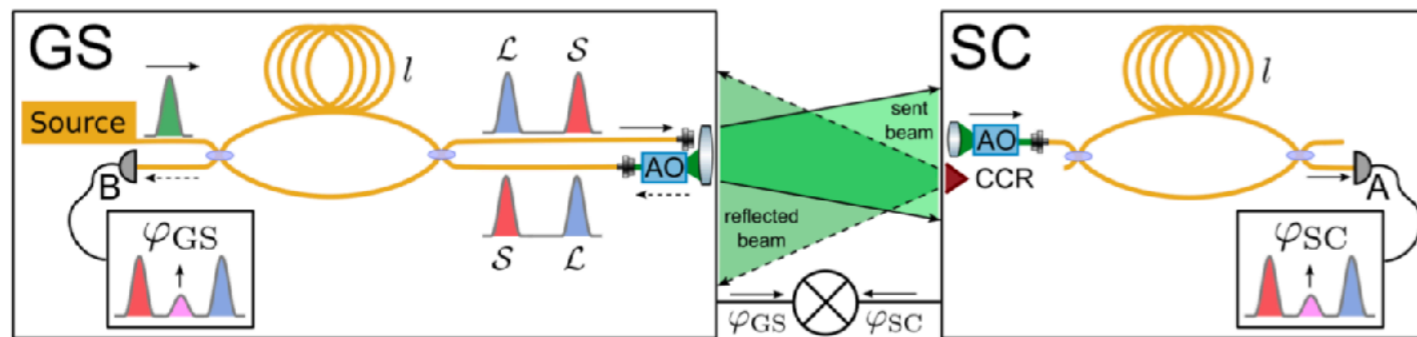 GS
ℒ
𝒮
l
Source
AO
B
φGS
𝒮
ℒ
sent
beam
reflected
beam
φGS
φSC
SC
l
AO
CCR
A
φSC